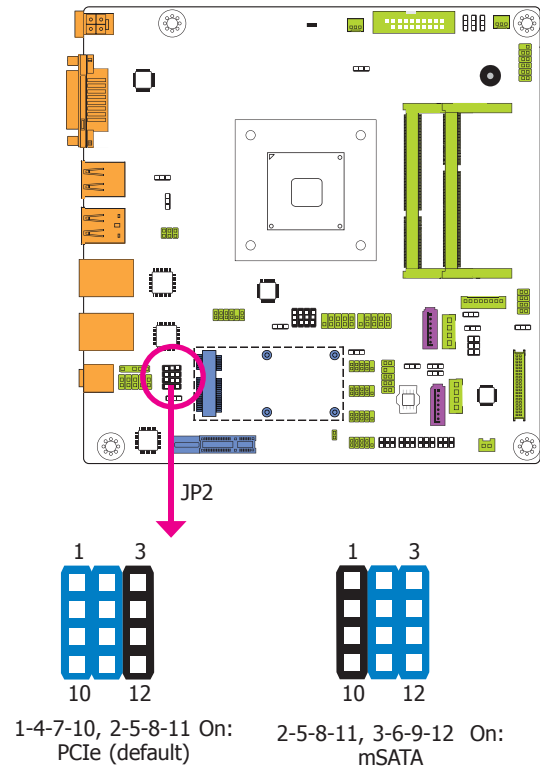 JP2
1 3
10 12
1-4-7-10, 2-5-8-11 On:
PCIe (default)
1 3
10 12
2-5-8-11, 3-6-9-12 On:
mSATA